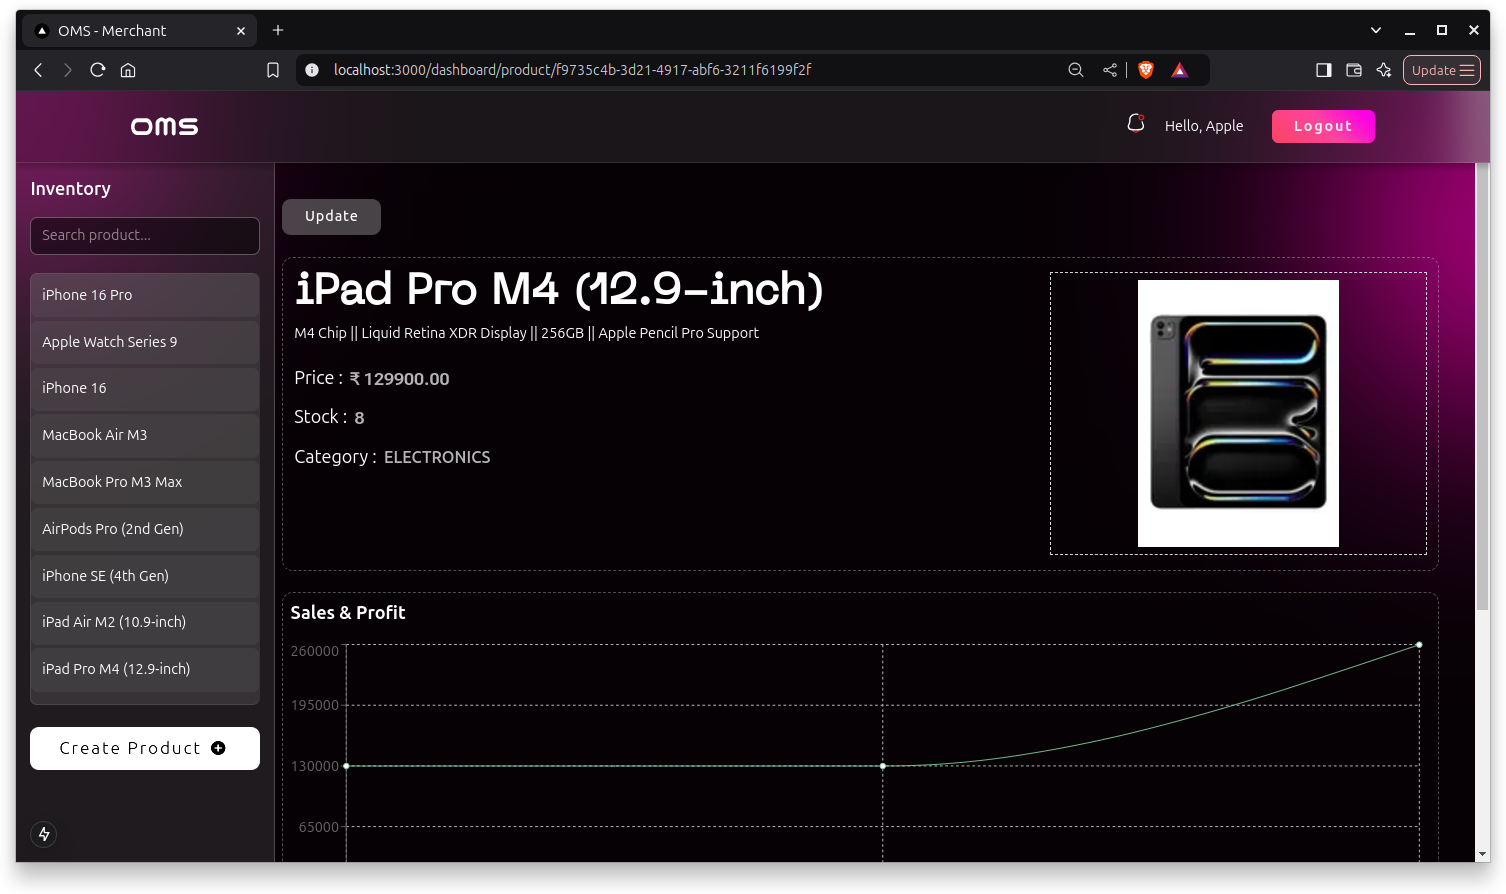 OMS - Merchant
localhost:3000/dashboard/product/f9735c4b-3d21-4917-abf6-3211f6199f2f
Update
OMS
Hello, Apple
Logout
Inventory
Search product...
iPhone 16 Pro
Apple Watch Series 9
iPhone 16
MacBook Air M3
MacBook Pro M3 Max
AirPods Pro (2nd Gen)
iPhone SE (4th Gen)
iPad Air M2 (10.9-inch)
iPad Pro M4 (12.9-inch)
Create Product
Update
iPad Pro M4 (12.9-inch)
M4 Chip || Liquid Retina XDR Display || 256GB || Apple Pencil Pro Support
Price : ₹ 129900.00
Stock : 8
Category : ELECTRONICS
Sales & Profit
260000
195000
130000
65000